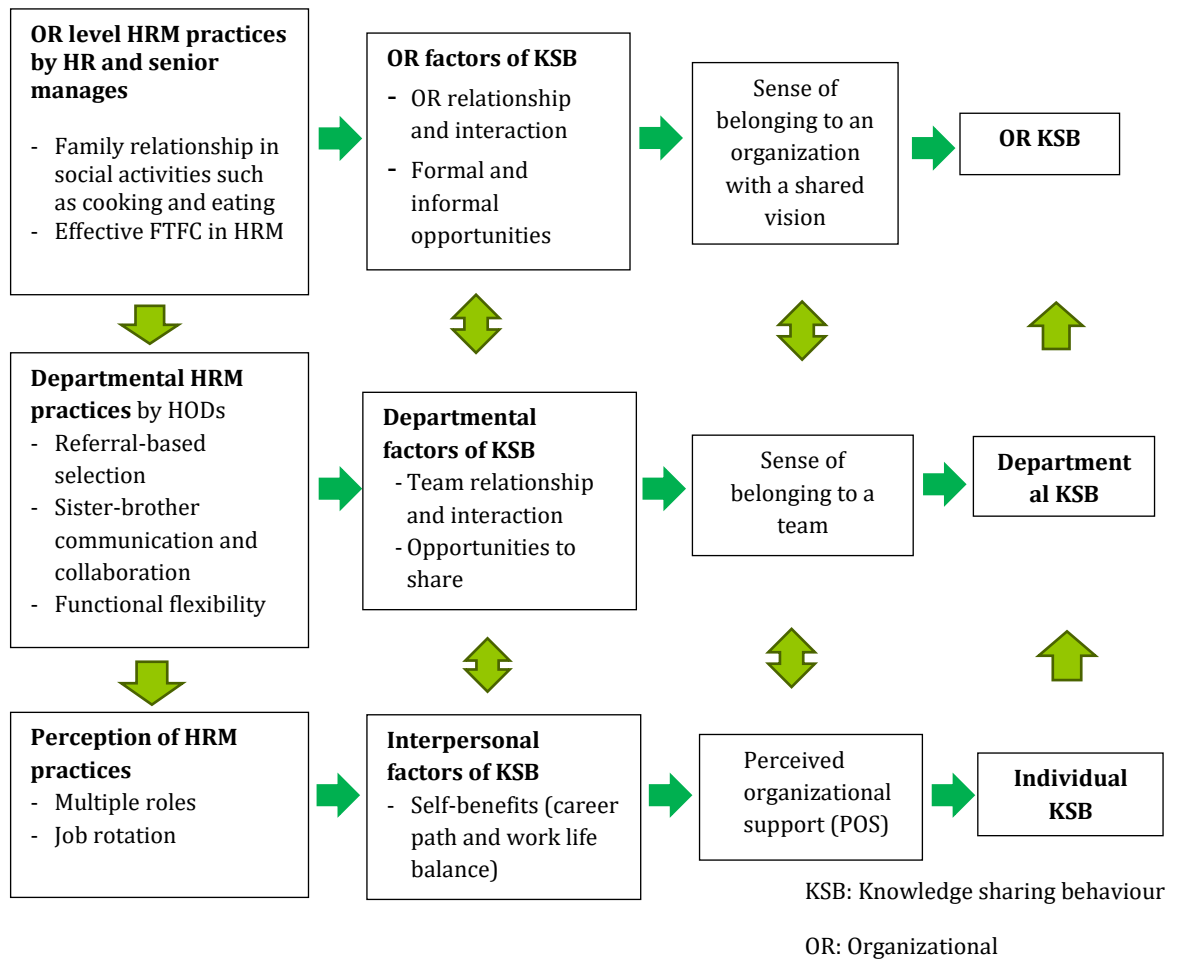 OR level HRM practices
by HR and senior
manages
- Family relationship in
social activities such
as cooking and eating
- Effective FTFC in HRM
OR factors of KSB
- OR relationship
and interaction
- Formal and
informal
opportunities
Sense of
belonging to an
organization
with a shared
vision
OR KSB
Departmental HRM
practices by HODs
- Referral-based
selection
- Sister-brother
communication and
collaboration
- Functional flexibility
Departmental
factors of KSB
- Team relationship
and interaction
- Opportunities to
share
Sense of
belonging to a
team
Department
al KSB
Perception of HRM
practices
- Multiple roles
- Job rotation
Interpersonal
factors of KSB
- Self-benefits (career
path and work life
balance)
Perceived
organizational
support (POS)
Individual
KSB
KSB: Knowledge sharing behaviour
OR: Organizational